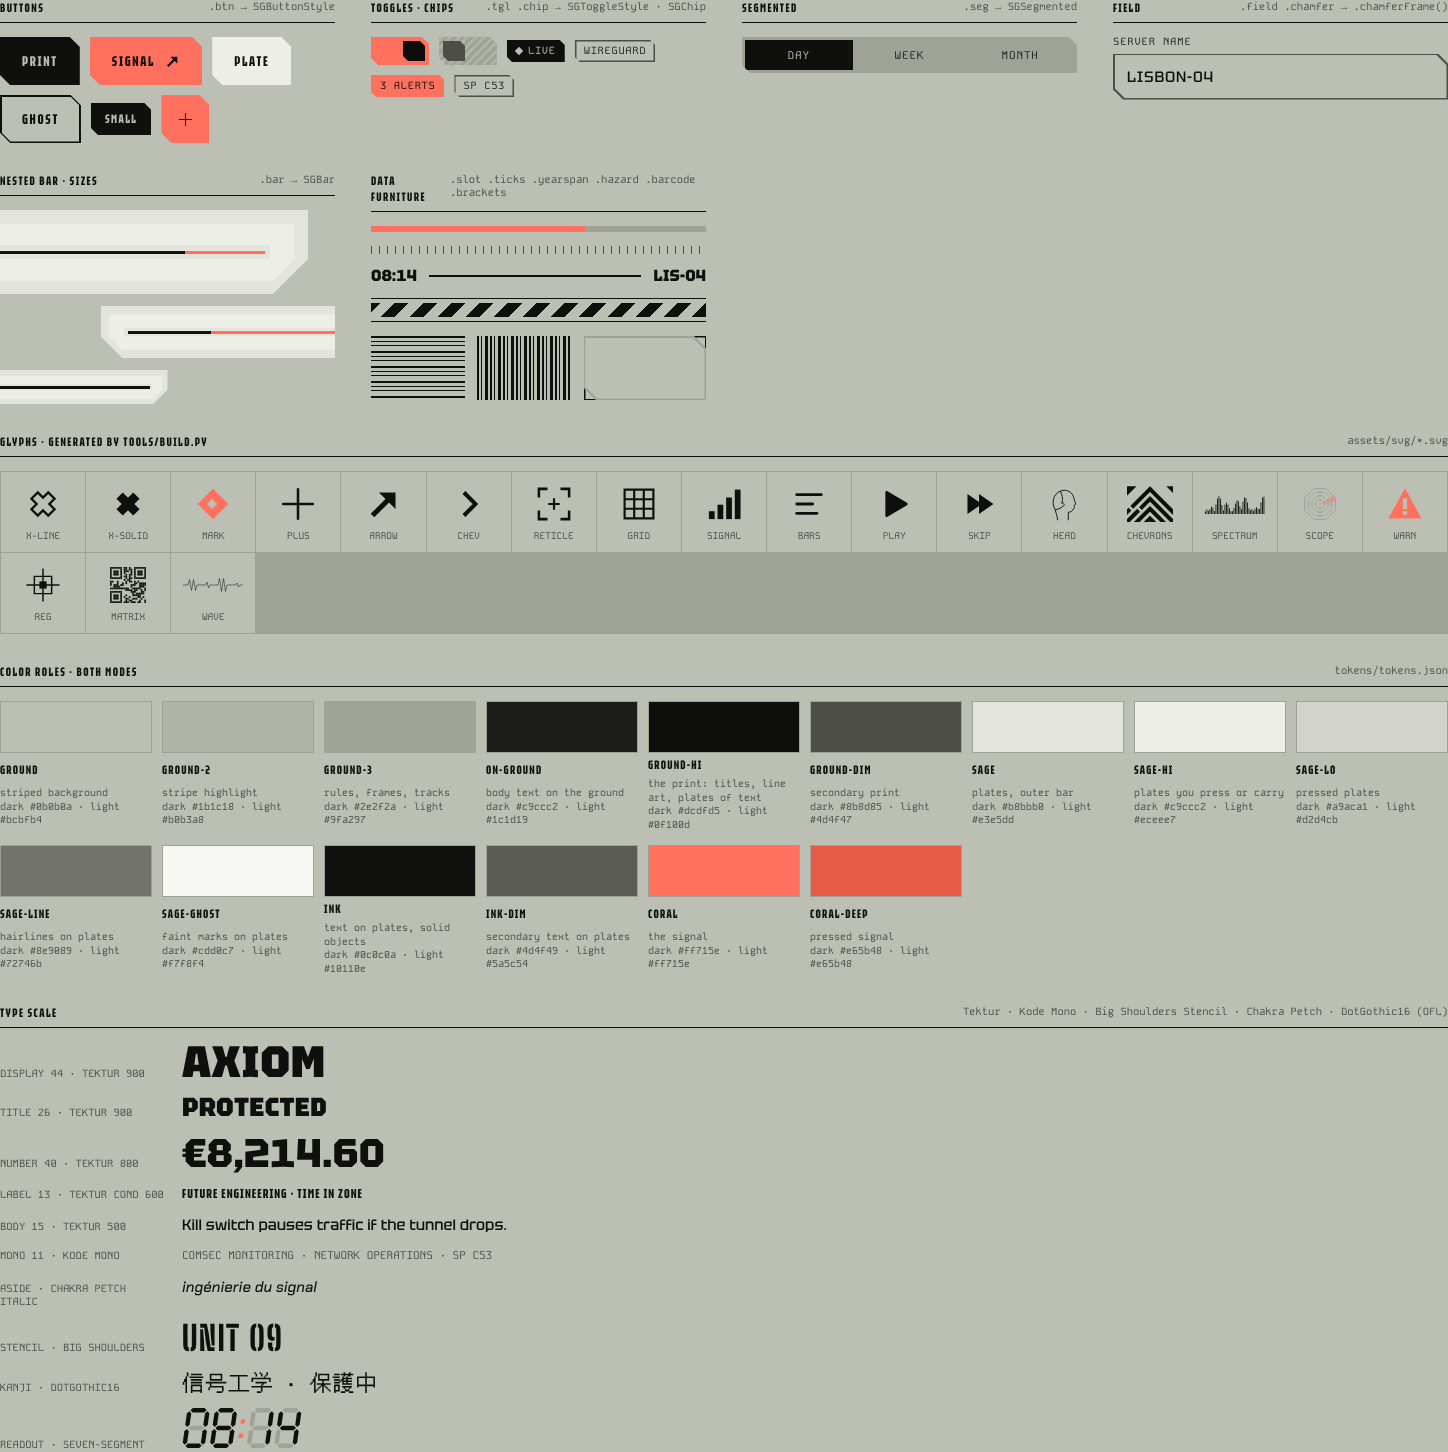 BUTTONS
.btn → SGButtonStyle
PRINT
SIGNAL ↗
PLATE
GHOST
SMALL
TOGGLES · CHIPS
.tgl .chip → SGToggleStyle · SGChip
◆ LIVE
WIREGUARD
3 ALERTS
SP C53
SEGMENTED
.seg → SGSegmented
DAY
WEEK
MONTH
FIELD
.field .chamfer → .chamferFrame()
SERVER NAME
LISBON-04
NESTED BAR · SIZES
.bar → SGBar
DATA
FURNITURE
.slot .ticks .yearspan .hazard .barcode
.brackets
08:14
LIS-04
GLYPHS · GENERATED BY TOOLS/BUILD.PY
assets/svg/*.svg
X-LINE
X-SOLID
MARK
PLUS
ARROW
CHEV
RETICLE
GRID
SIGNAL
BARS
PLAY
SKIP
HEAD
CHEVRONS
SPECTRUM
SCOPE
WARN
REG
MATRIX
WAVE
COLOR ROLES · BOTH MODES
tokens/tokens.json
GROUND
striped background
dark #0b0b0a · light
#bcbfb4
GROUND-2
stripe highlight
dark #1b1c18 · light
#b0b3a8
GROUND-3
rules, frames, tracks
dark #2e2f2a · light
#9fa297
ON-GROUND
body text on the ground
dark #c9ccc2 · light
#1c1d19
GROUND-HI
the print: titles, line
art, plates of text
dark #dcdfd5 · light
#0f100d
GROUND-DIM
secondary print
dark #8b8d85 · light
#4d4f47
SAGE
plates, outer bar
dark #b8bbb0 · light
#e3e5dd
SAGE-HI
plates you press or carry
dark #c9ccc2 · light
#eceee7
SAGE-LO
pressed plates
dark #a9aca1 · light
#d2d4cb
SAGE-LINE
hairlines on plates
dark #8e9089 · light
#72746b
SAGE-GHOST
faint marks on plates
dark #cdd0c7 · light
#f7f8f4
INK
text on plates, solid
objects
dark #0c0c0a · light
#10110e
INK-DIM
secondary text on plates
dark #4d4f49 · light
#5a5c54
CORAL
the signal
dark #ff715e · light
#ff715e
CORAL-DEEP
pressed signal
dark #e65b48 · light
#e65b48
TYPE SCALE
Tektur · Kode Mono · Big Shoulders Stencil · Chakra Petch · DotGothic16 (OFL)
DISPLAY 44 · TEKTUR 900
AXIOM
TITLE 26 · TEKTUR 900
PROTECTED
NUMBER 40 · TEKTUR 800
€8,214.60
LABEL 13 · TEKTUR COND 600
FUTURE ENGINEERING · TIME IN ZONE
BODY 15 · TEKTUR 500
Kill switch pauses traffic if the tunnel drops.
MONO 11 · KODE MONO
COMSEC MONITORING · NETWORK OPERATIONS · SP C53
ASIDE · CHAKRA PETCH
ITALIC
ingénierie du signal
STENCIL · BIG SHOULDERS
UNIT 09
KANJI · DOTGOTHIC16
信号工学 · 保護中
READOUT · SEVEN-SEGMENT
08:14